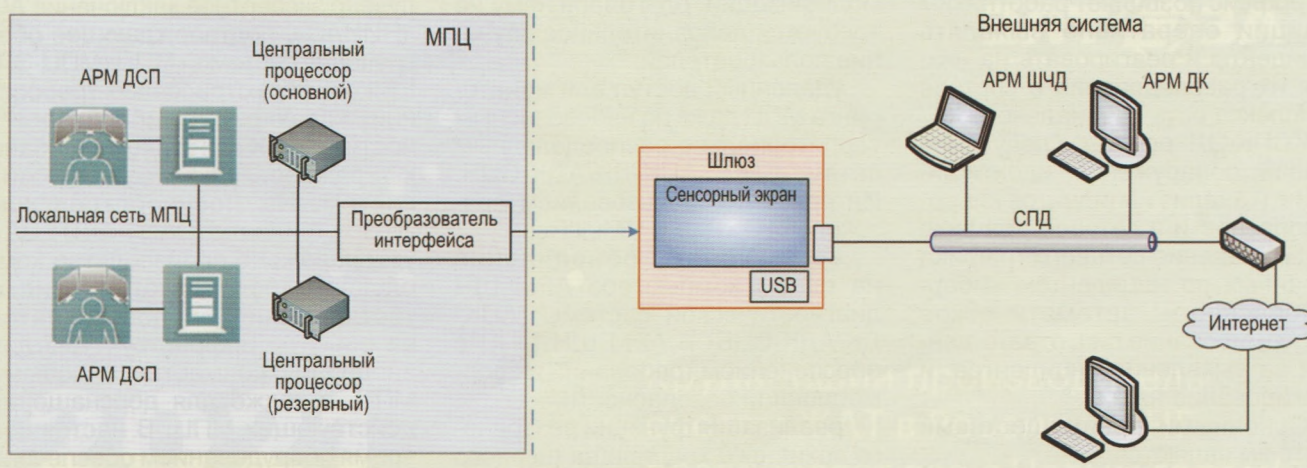 МПЦ
АРМ ДСП
Центральный
процессор
(основной)
Локальная сеть МПЦ
Преобразователь
интерфейса
АРМ ДСП
Центральный
процессор
(резервный)
Шлюз
Сенсорный экран
USB
Внешняя система
АРМ ШЧД
АРМ ДК
СПД
Интернет